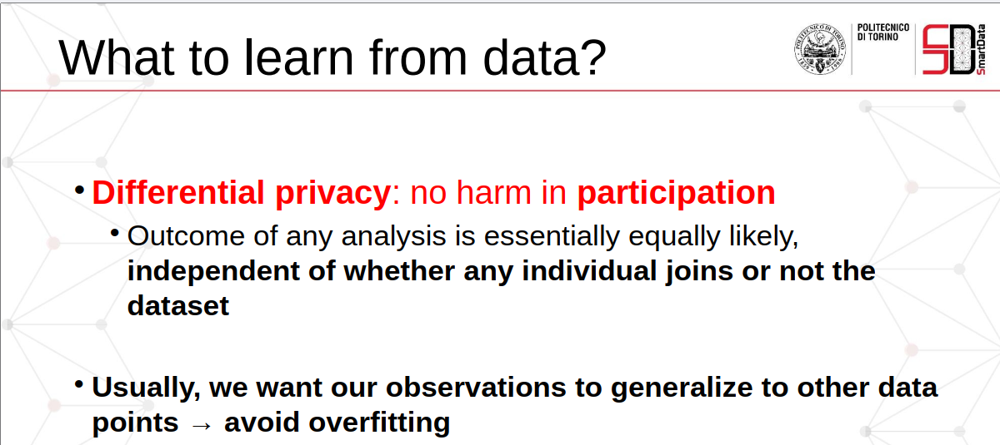 What to learn from data?
POLITECNICO
DI TORINO
SmartData
• Differential privacy: no harm in participation
• Outcome of any analysis is essentially equally likely,
independent of whether any individual joins or not the
dataset
• Usually, we want our observations to generalize to other data
points → avoid overfitting